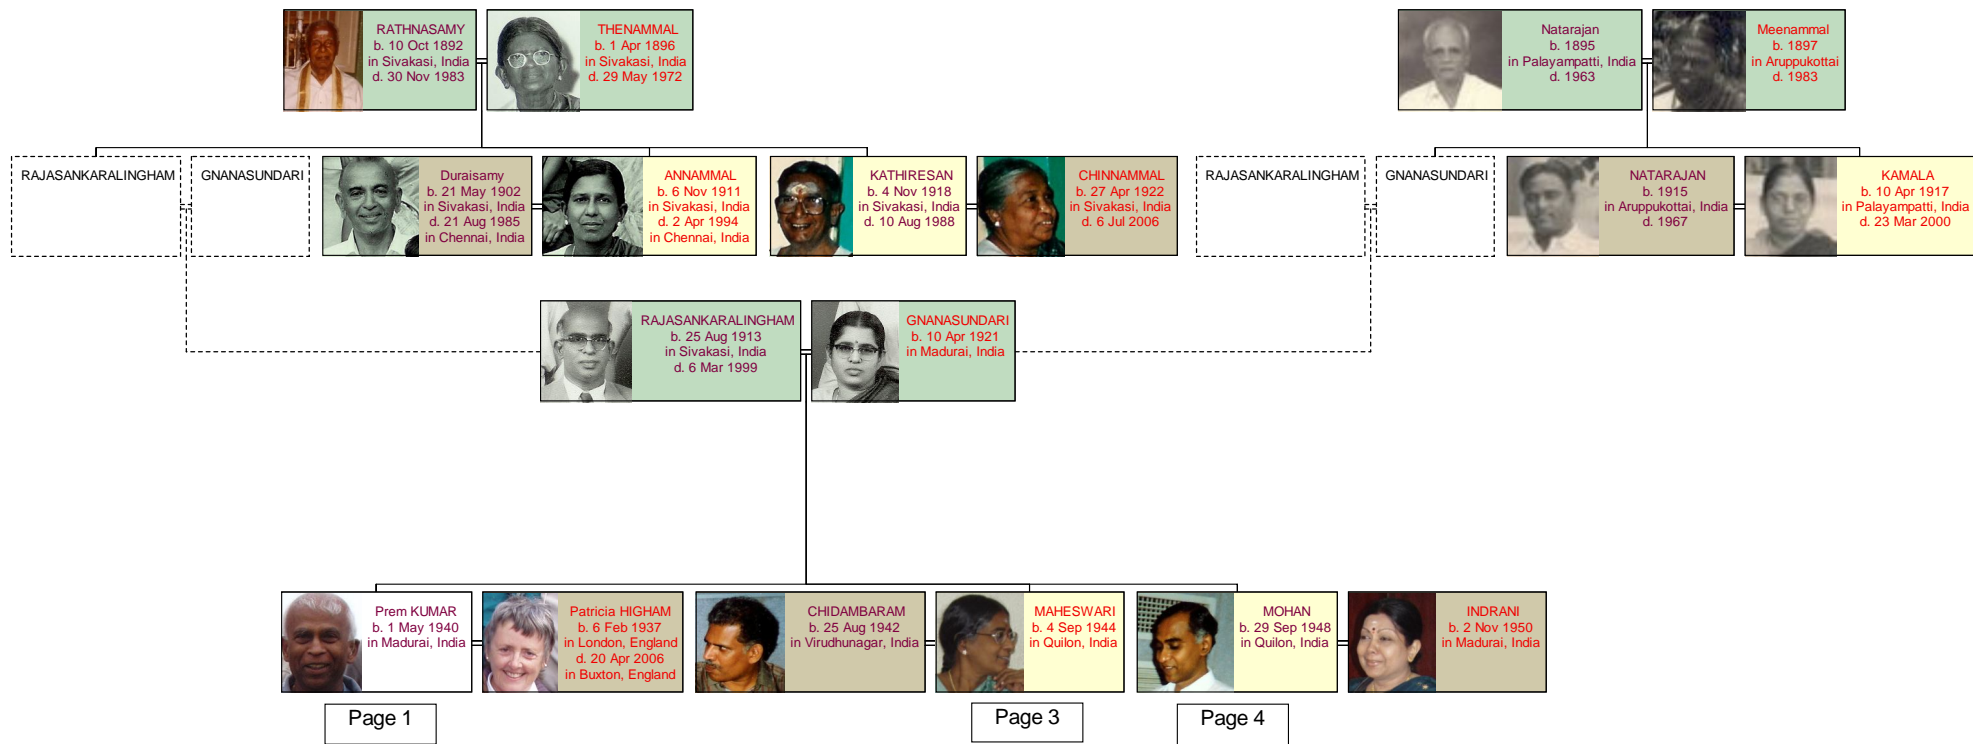 RATHNASAMY
b. 10 Oct 1892
in Sivakasi, India
d. 30 Nov 1983
THENAMMAL
b. 1 Apr 1896
in Sivakasi, India
d. 29 May 1972
Natarajan
b. 1895
in Palayampatti, India
d. 1963
Meenammal
b. 1897
in Aruppukottai
d. 1983
RAJASANKARALINGHAM
GNANASUNDARI
Duraisamy
b. 21 May 1902
in Sivakasi, India
d. 21 Aug 1985
in Chennai, India
ANNAMMAL
b. 6 Nov 1911
in Sivakasi, India
d. 2 Apr 1994
in Chennai, India
KATHIRESAN
b. 4 Nov 1918
in Sivakasi, India
d. 10 Aug 1988
CHINNAMMAL
b. 27 Apr 1922
in Sivakasi, India
d. 6 Jul 2006
RAJASANKARALINGHAM
GNANASUNDARI
NATARAJAN
b. 1915
in Aruppukottai, India
d. 1967
KAMALA
b. 10 Apr 1917
in Palayampatti, India
d. 23 Mar 2000
RAJASANKARALINGHAM
b. 25 Aug 1913
in Sivakasi, India
d. 6 Mar 1999
GNANASUNDARI
b. 10 Apr 1921
in Madurai, India
Prem KUMAR
b. 1 May 1940
in Madurai, India
Patricia HIGHAM
b. 6 Feb 1937
in London, England
d. 20 Apr 2006
in Buxton, England
CHIDAMBARAM
b. 25 Aug 1942
in Virudhunagar, India
MAHESWARI
b. 4 Sep 1944
in Quilon, India
MOHAN
b. 29 Sep 1948
in Quilon, India
INDRANI
b. 2 Nov 1950
in Madurai, India
Page 1
Page 3
Page 4